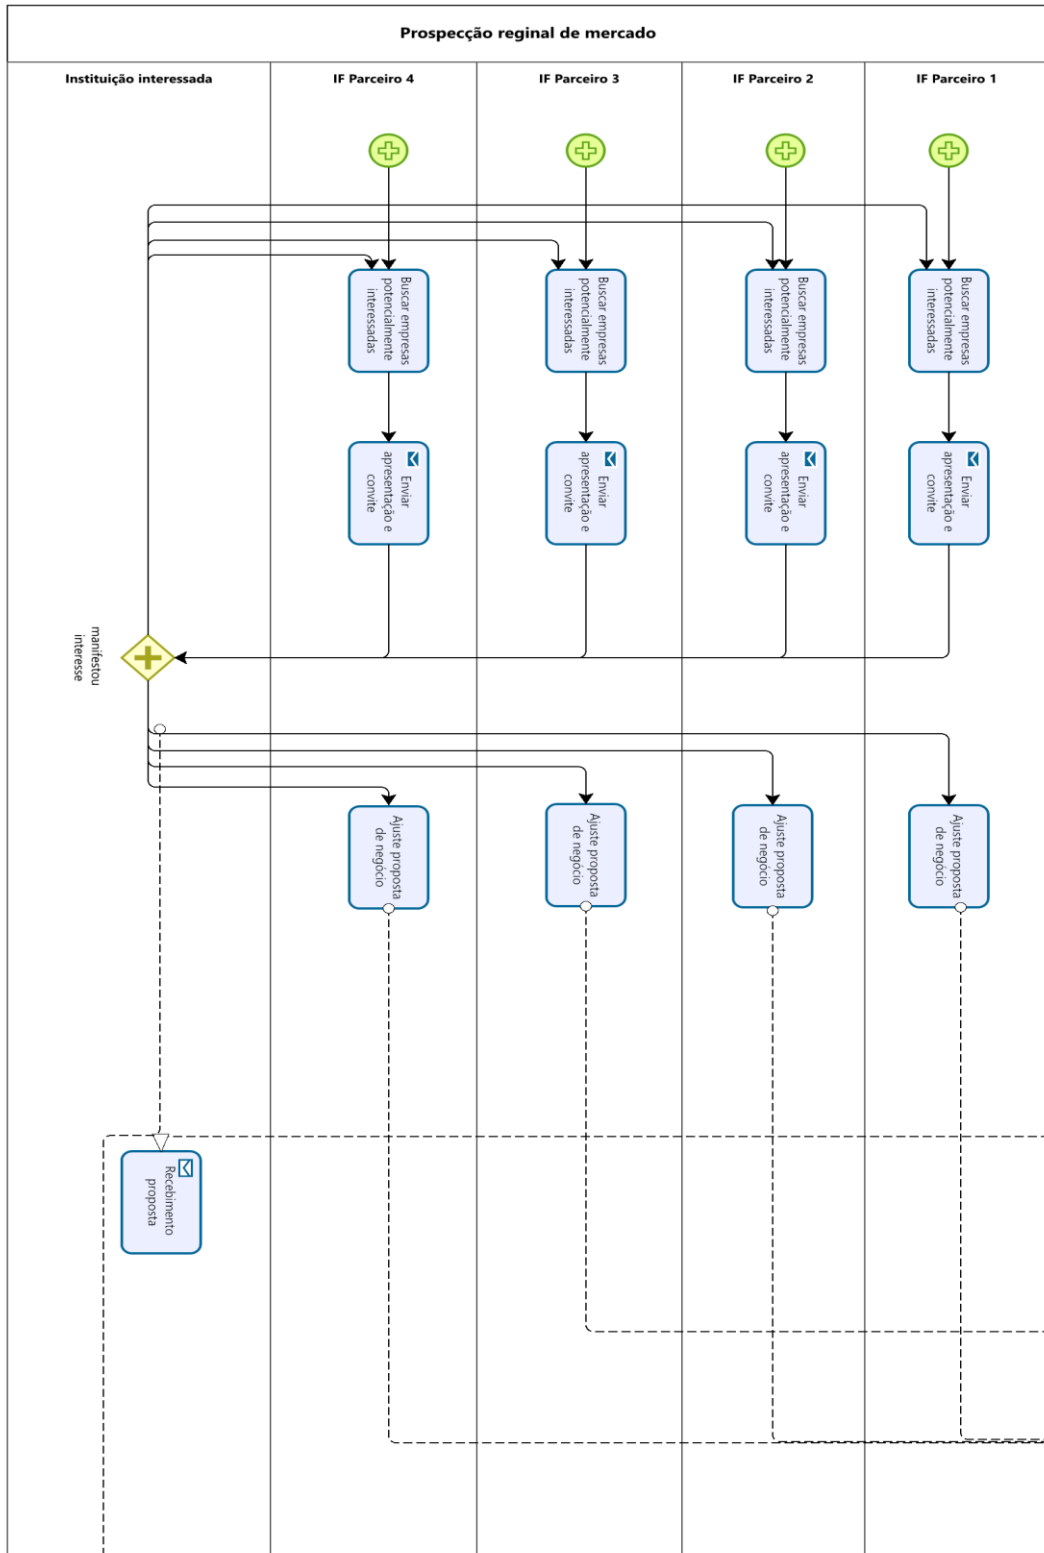 Prospecção reginal de mercado
Instituição interessada
IF Parceiro 4
IF Parceiro 3
IF Parceiro 2
IF Parceiro 1
Buscar empresas
potencialmente
interessadas
Buscar empresas
potencialmente
interessadas
Buscar empresas
potencialmente
interessadas
Buscar empresas
potencialmente
interessadas
Enviar
apresentação e
convite
Enviar
apresentação e
convite
Enviar
apresentação e
convite
Enviar
apresentação e
convite
manifestou
interesse
Ajuste proposta
de negócio
Ajuste proposta
de negócio
Ajuste proposta
de negócio
Ajuste proposta
de negócio
Recebimento
proposta